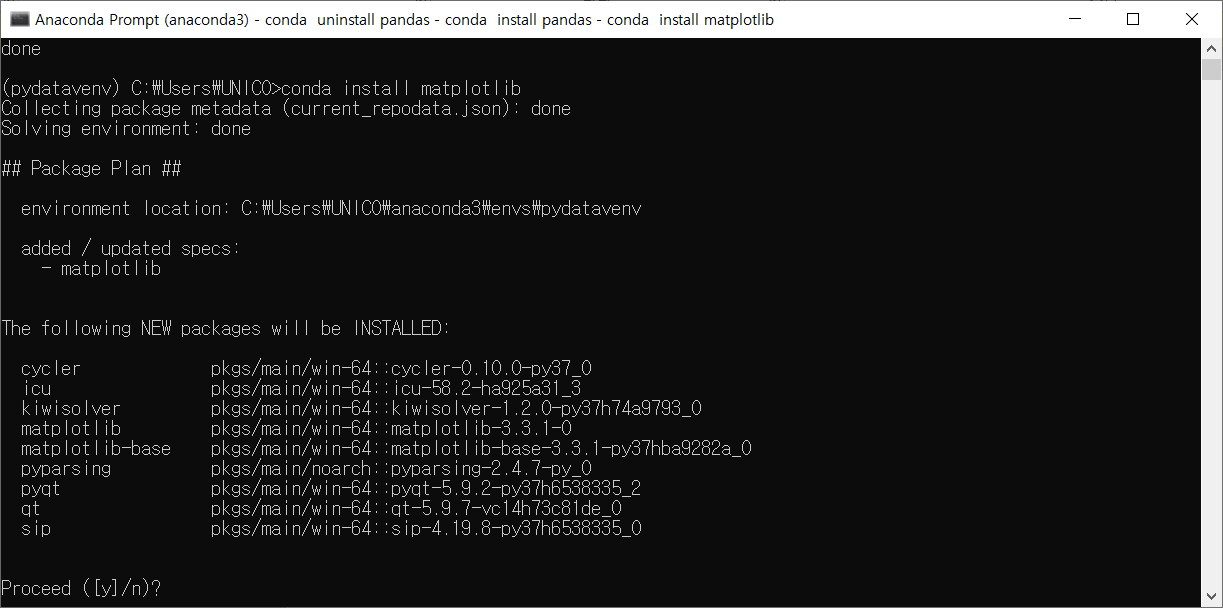 Anaconda Prompt (anaconda3) - conda  uninstall pandas - conda  install pandas - conda  install matplotlib
done
(pydatavenv) C:₩Users₩UNICO>conda install matplotlib
Collecting package metadata (current_repodata.json): done
Solving environment: done
## Package Plan ##
  environment location: C:₩Users₩UNICO₩anaconda3₩envs₩pydatavenv
  added / updated specs:
    - matplotlib
The following NEW packages will be INSTALLED:
  cycler             pkgs/main/win-64::cycler-0.10.0-py37_0
  icu                pkgs/main/win-64::icu-58.2-ha925a31_3
  kiwisolver         pkgs/main/win-64::kiwisolver-1.2.0-py37h74a9793_0
  matplotlib         pkgs/main/win-64::matplotlib-3.3.1-0
  matplotlib-base    pkgs/main/win-64::matplotlib-base-3.3.1-py37hba9282a_0
  pyparsing          pkgs/main/noarch::pyparsing-2.4.7-py_0
  pyqt               pkgs/main/win-64::pyqt-5.9.2-py37h6538335_2
  qt                 pkgs/main/win-64::qt-5.9.7-vc14h73c81de_0
  sip                pkgs/main/win-64::sip-4.19.8-py37h6538335_0
Proceed ([y]/n)?